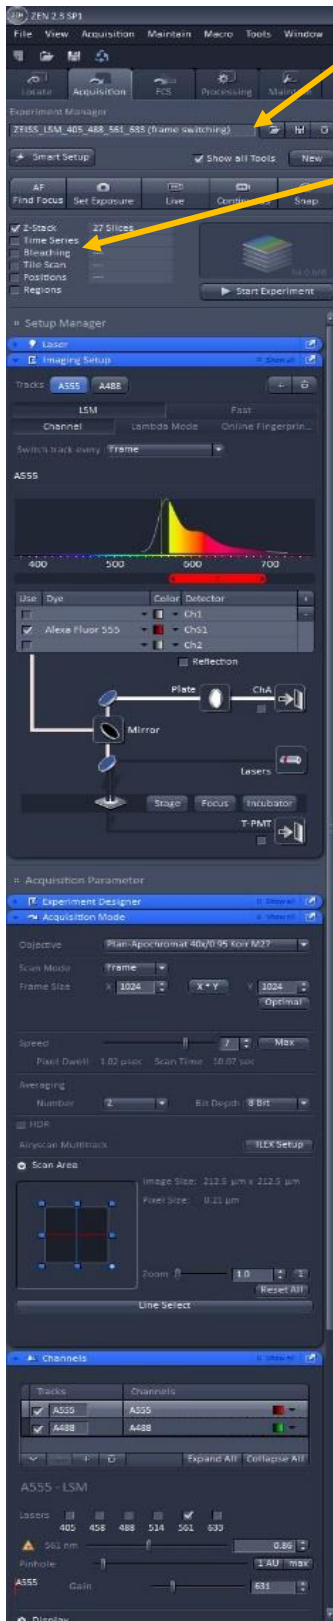 ZEN 2.3 SP1
File View Acquisition Maintain Macro Tools Window
Locate Acquisition FCS Processing Maintain
Experiment Manager
ZEISS_LSM_405_488_561_633 (frame switching)
Smart Setup Show all Tools New
AF Find Focus Set Exposure Live Continuous Snap
Z-Stack 27 Slices
Time Series
Bleaching
Tile Scan
Positions
Regions
Start Experiment
Setup Manager
Laser
Imaging Setup Show all
Tracks A555 A488
LSM Fast
Channel Lambda Mode Online Fingerprin...
Switch track every Frame
A555
400 500 600 700
Use Dye Color Detector
Ch1
Alexa Fluor 555 ChS1
Ch2
Reflection
Plate ChA
Mirror
Lasers
Stage Focus Incubator
T-PMT
Acquisition Parameter
Experiment Designer Show all
Acquisition Mode Show all
Objective Plan-Apochromat 40x/0.95 Korr M27
Scan Mode Frame
Frame Size X 1024 X * Y Y 1024
Optimal
Speed 7 Max
Pixel Dwell 1.02 µsec Scan Time 10.07 sec
Averaging
Number 2 Bit Depth 8 Bit
HDR
Airyscan Multitrack ILEX Setup
Scan Area
Image Size: 212.5 µm x 212.5 µm
Pixel Size: 0.21 µm
Zoom 1.0 1
Reset All
Line Select
Channels Show all
Tracks Channels
A555 A555
A488 A488
Expand All Collapse All
A555 - LSM
Lasers
405 458 488 514 561 633
561 nm 0.86
Pinhole 1 AU max
A555 Gain 631
Display